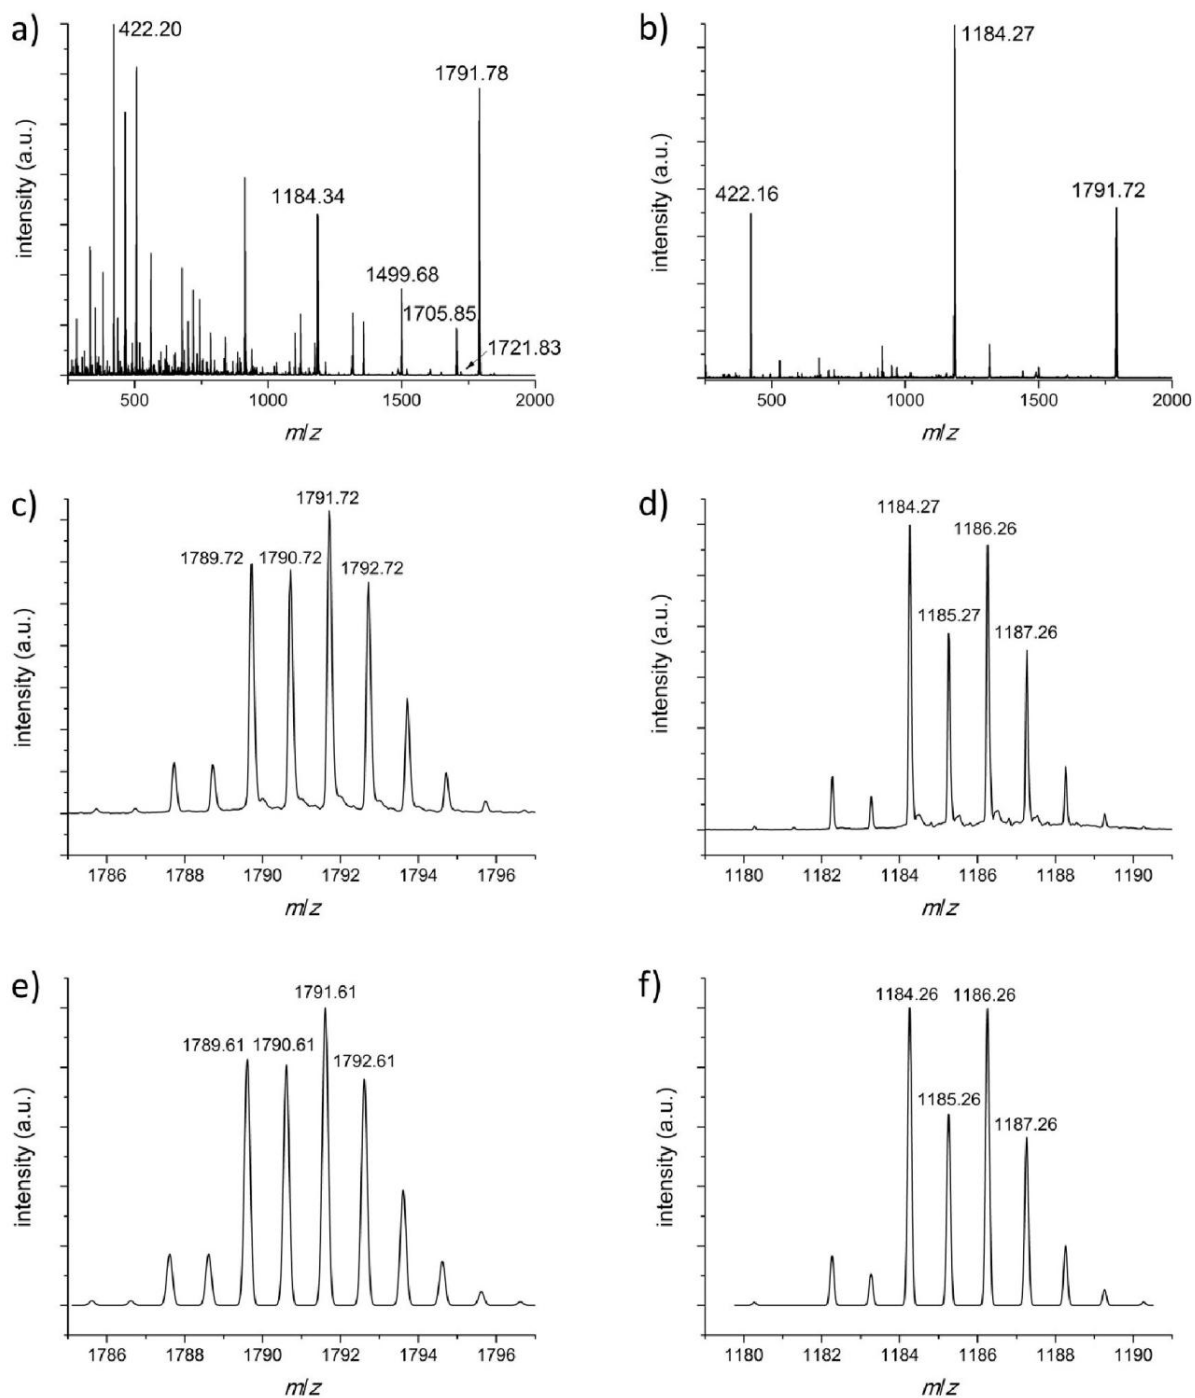 a)
422.20
1791.78
1184.34
1499.68
1705.85
1721.83
intensity (a.u.)
500 1000 1500 2000
m/z
b)
1184.27
422.16
1791.72
intensity (a.u.)
500 1000 1500 2000
m/z
c)
1791.72
1789.72 1790.72
1792.72
intensity (a.u.)
1786 1788 1790 1792 1794 1796
m/z
d)
1184.27
1186.26
1185.27
1187.26
intensity (a.u.)
1180 1182 1184 1186 1188 1190
m/z
e)
1791.61
1789.61 1790.61
1792.61
intensity (a.u.)
1786 1788 1790 1792 1794 1796
m/z
f)
1184.26 1186.26
1185.26
1187.26
intensity (a.u.)
1180 1182 1184 1186 1188 1190
m/z